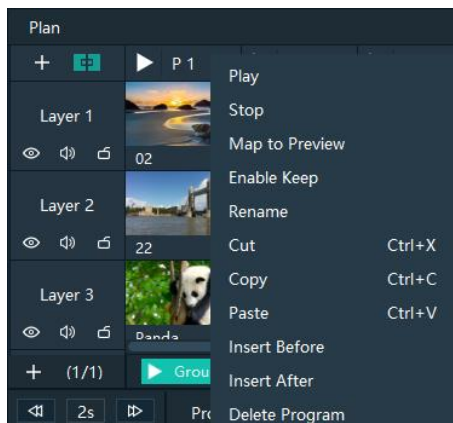 Plan
P 1
Layer 1
02
Layer 2
22
Layer 3
Panda
(1/1)
2s
Play
Stop
Map to Preview
Enable Keep
Rename
Cut Ctrl+X
Copy Ctrl+C
Paste Ctrl+V
Insert Before
Insert After
Delete Program